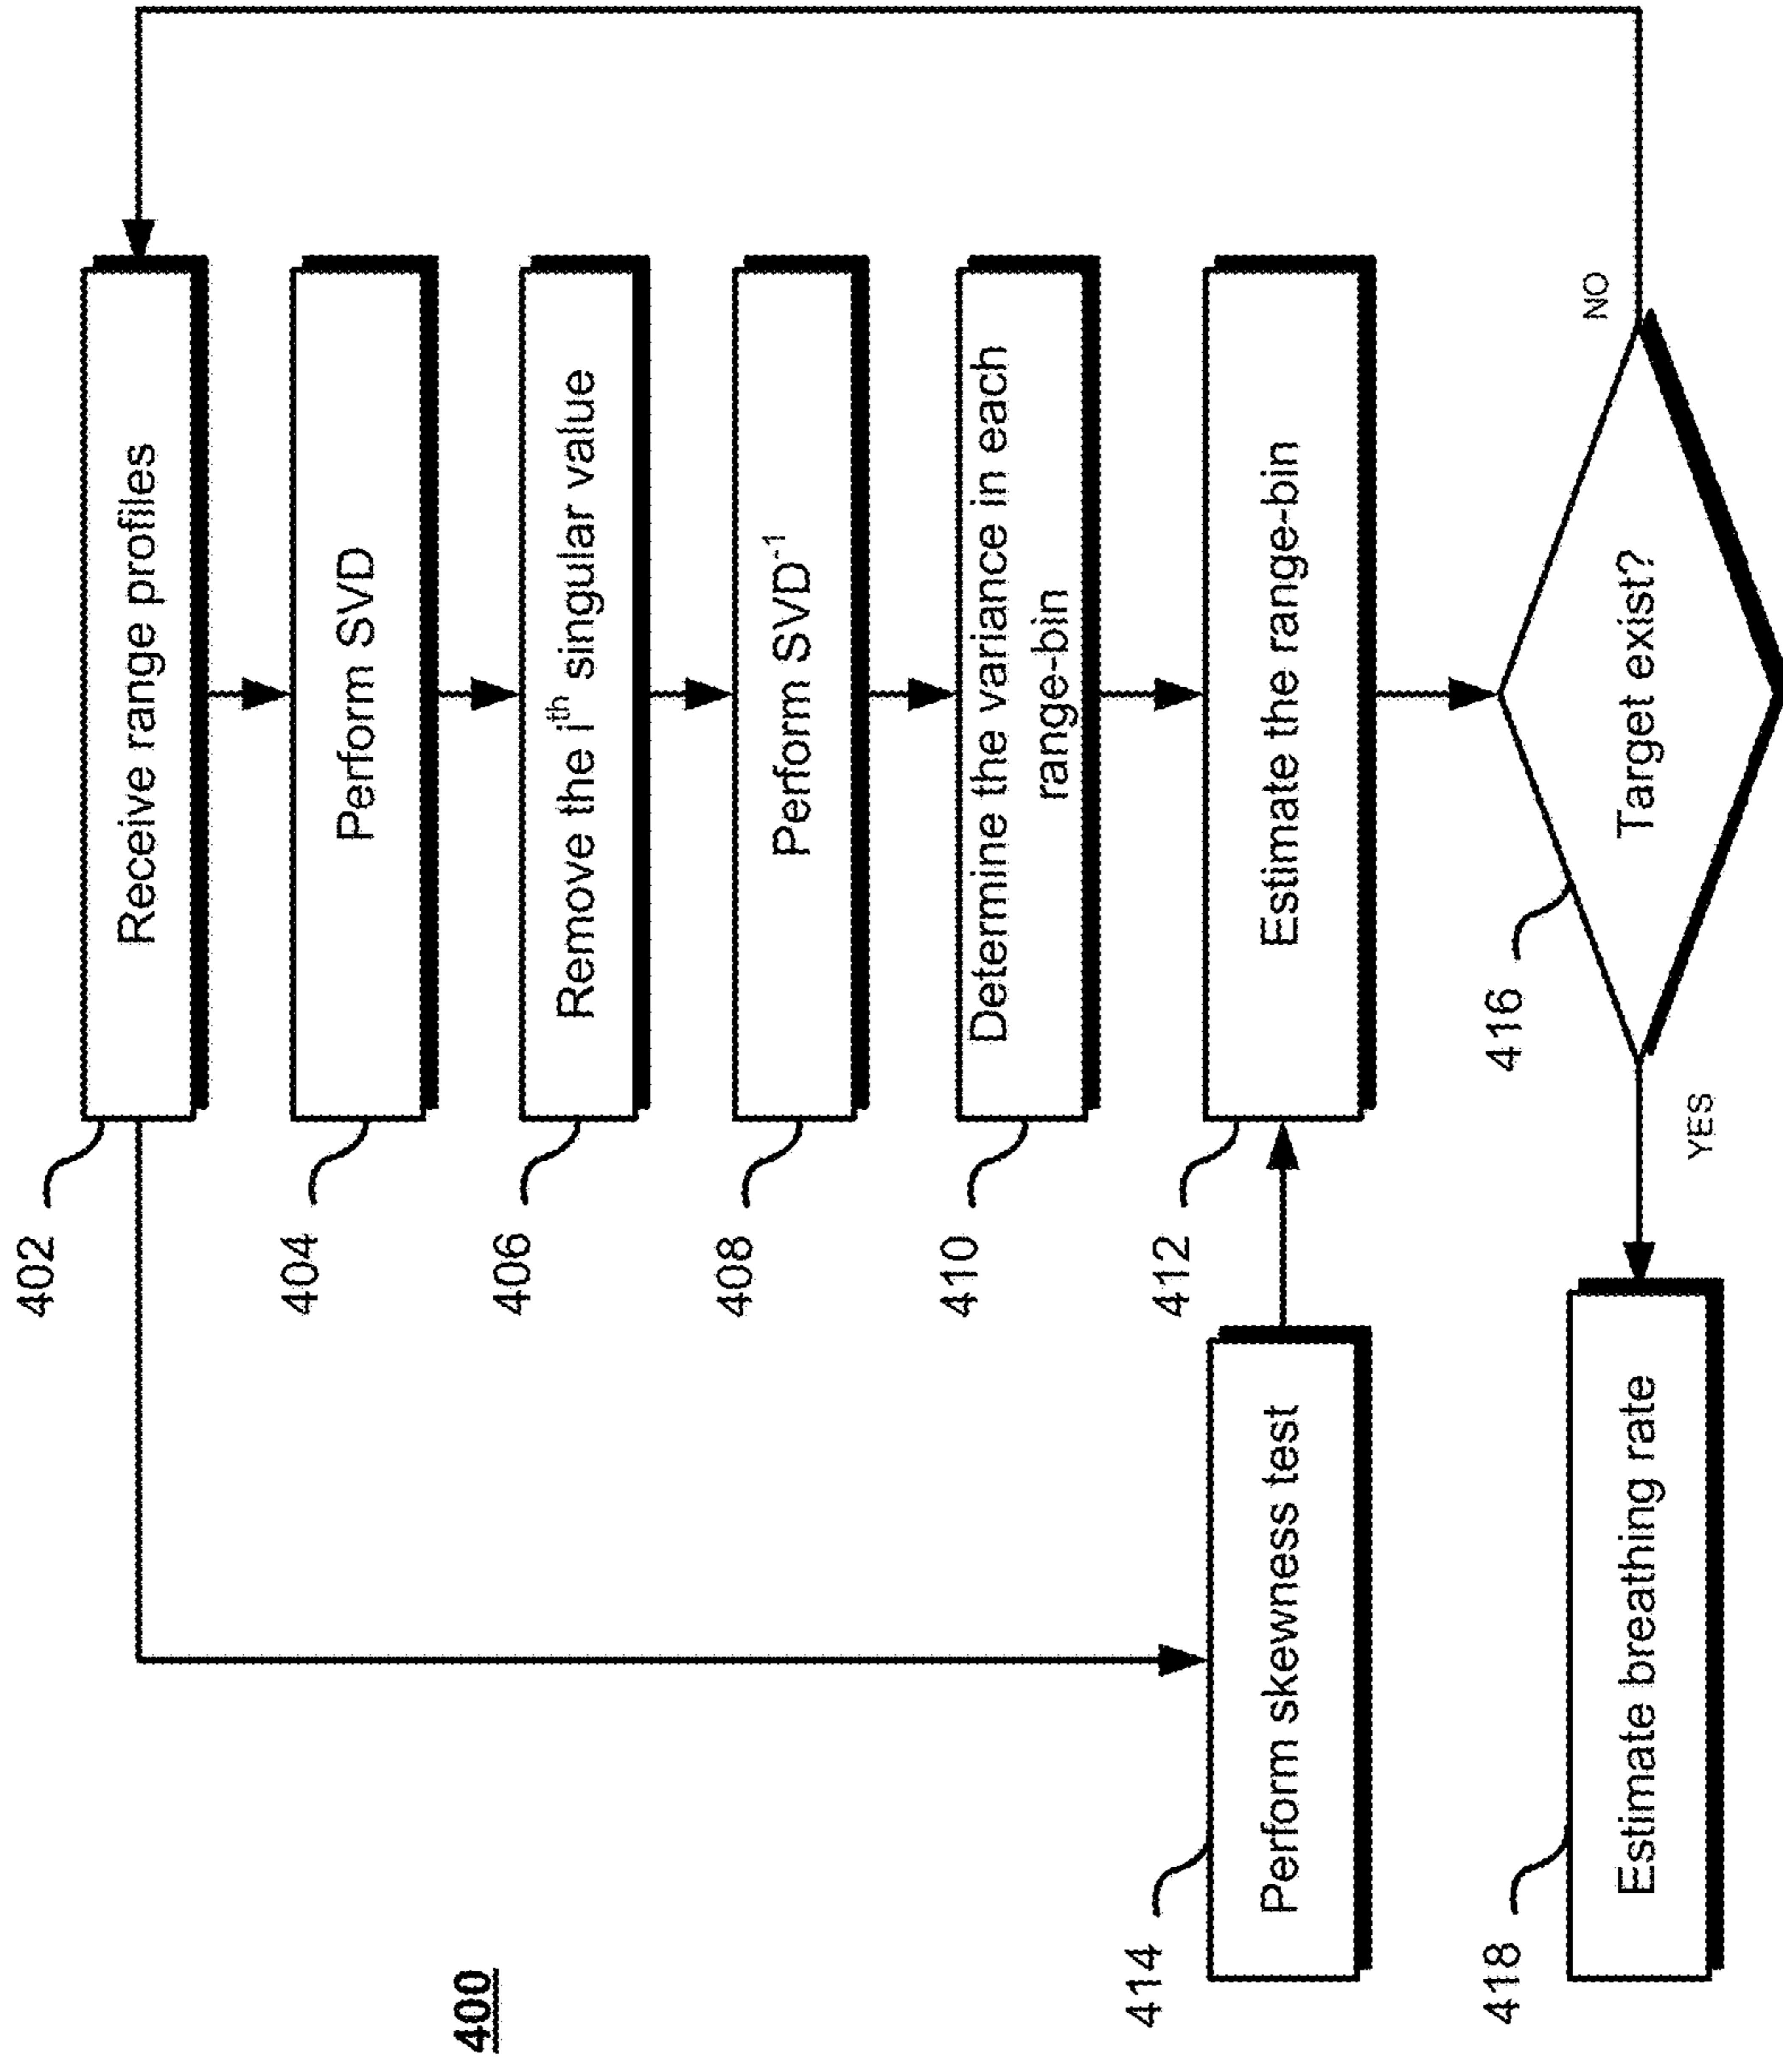 400
402
Receive range profiles
404
Perform SVD
406
Remove the iᵗʰ singular value
408
Perform SVD⁻¹
410
Determine the variance in each
range-bin
412
Estimate the range-bin
414
Perform skewness test
416
Target exist?
NO
YES
418
Estimate breathing rate